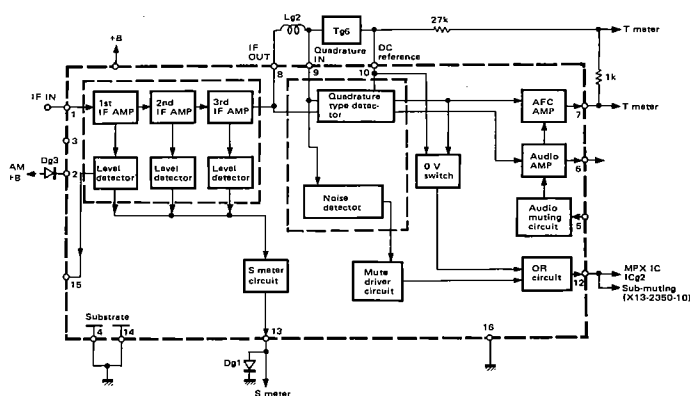 Lg2
Tg6
27k
T meter
+B
IF
OUT
Quadrature
IN
DC
reference
8
9
10
1k
IF IN
1
1st
IF AMP
2nd
IF AMP
3rd
IF AMP
Quadrature
type detec-
tor
AFC
AMP
7
T meter
3
AM
+B
Dg3
2
Level
detector
Level
detector
Level
detector
0 V
switch
Audio
AMP
6
Noise
detector
Audio
muting
circuit
5
15
S meter
circuit
Mute
driver
circuit
OR
circuit
12
MPX IC
ICg2
Sub-muting
(X13-2350-10)
Substrate
4
14
13
16
Dg1
S meter